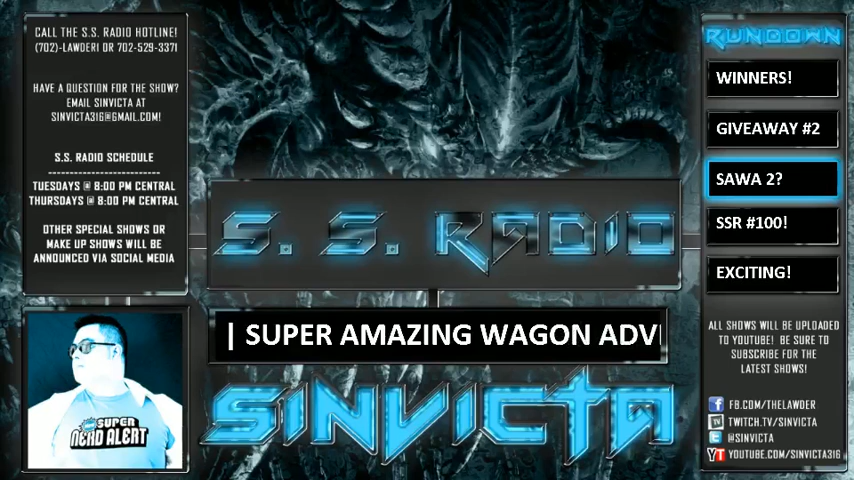 CALL THE S.S. RADIO HOTLINE!
(702)-LAWDERI OR 702-529-3371
HAVE A QUESTION FOR THE SHOW?
EMAIL SINVICTA AT
SINVICTA316@GMAIL.COM!
S.S. RADIO SCHEDULE
--------------------------
TUESDAYS @ 8:00 PM CENTRAL
THURSDAYS @ 8:00 PM CENTRAL
OTHER SPECIAL SHOWS OR
MAKE UP SHOWS WILL BE
ANNOUNCED VIA SOCIAL MEDIA
SUPER
NERD ALERT
S. S. RADIO
| SUPER AMAZING WAGON ADV
SINVICTA
RUNDOWN
WINNERS!
GIVEAWAY #2
SAWA 2?
SSR #100!
EXCITING!
ALL SHOWS WILL BE UPLOADED
TO YOUTUBE! BE SURE TO
SUBSCRIBE FOR THE
LATEST SHOWS!
FB.COM/THELAWDER
TWITCH.TV/SINVICTA
@SINVICTA
YOUTUBE.COM/SINVICTA316